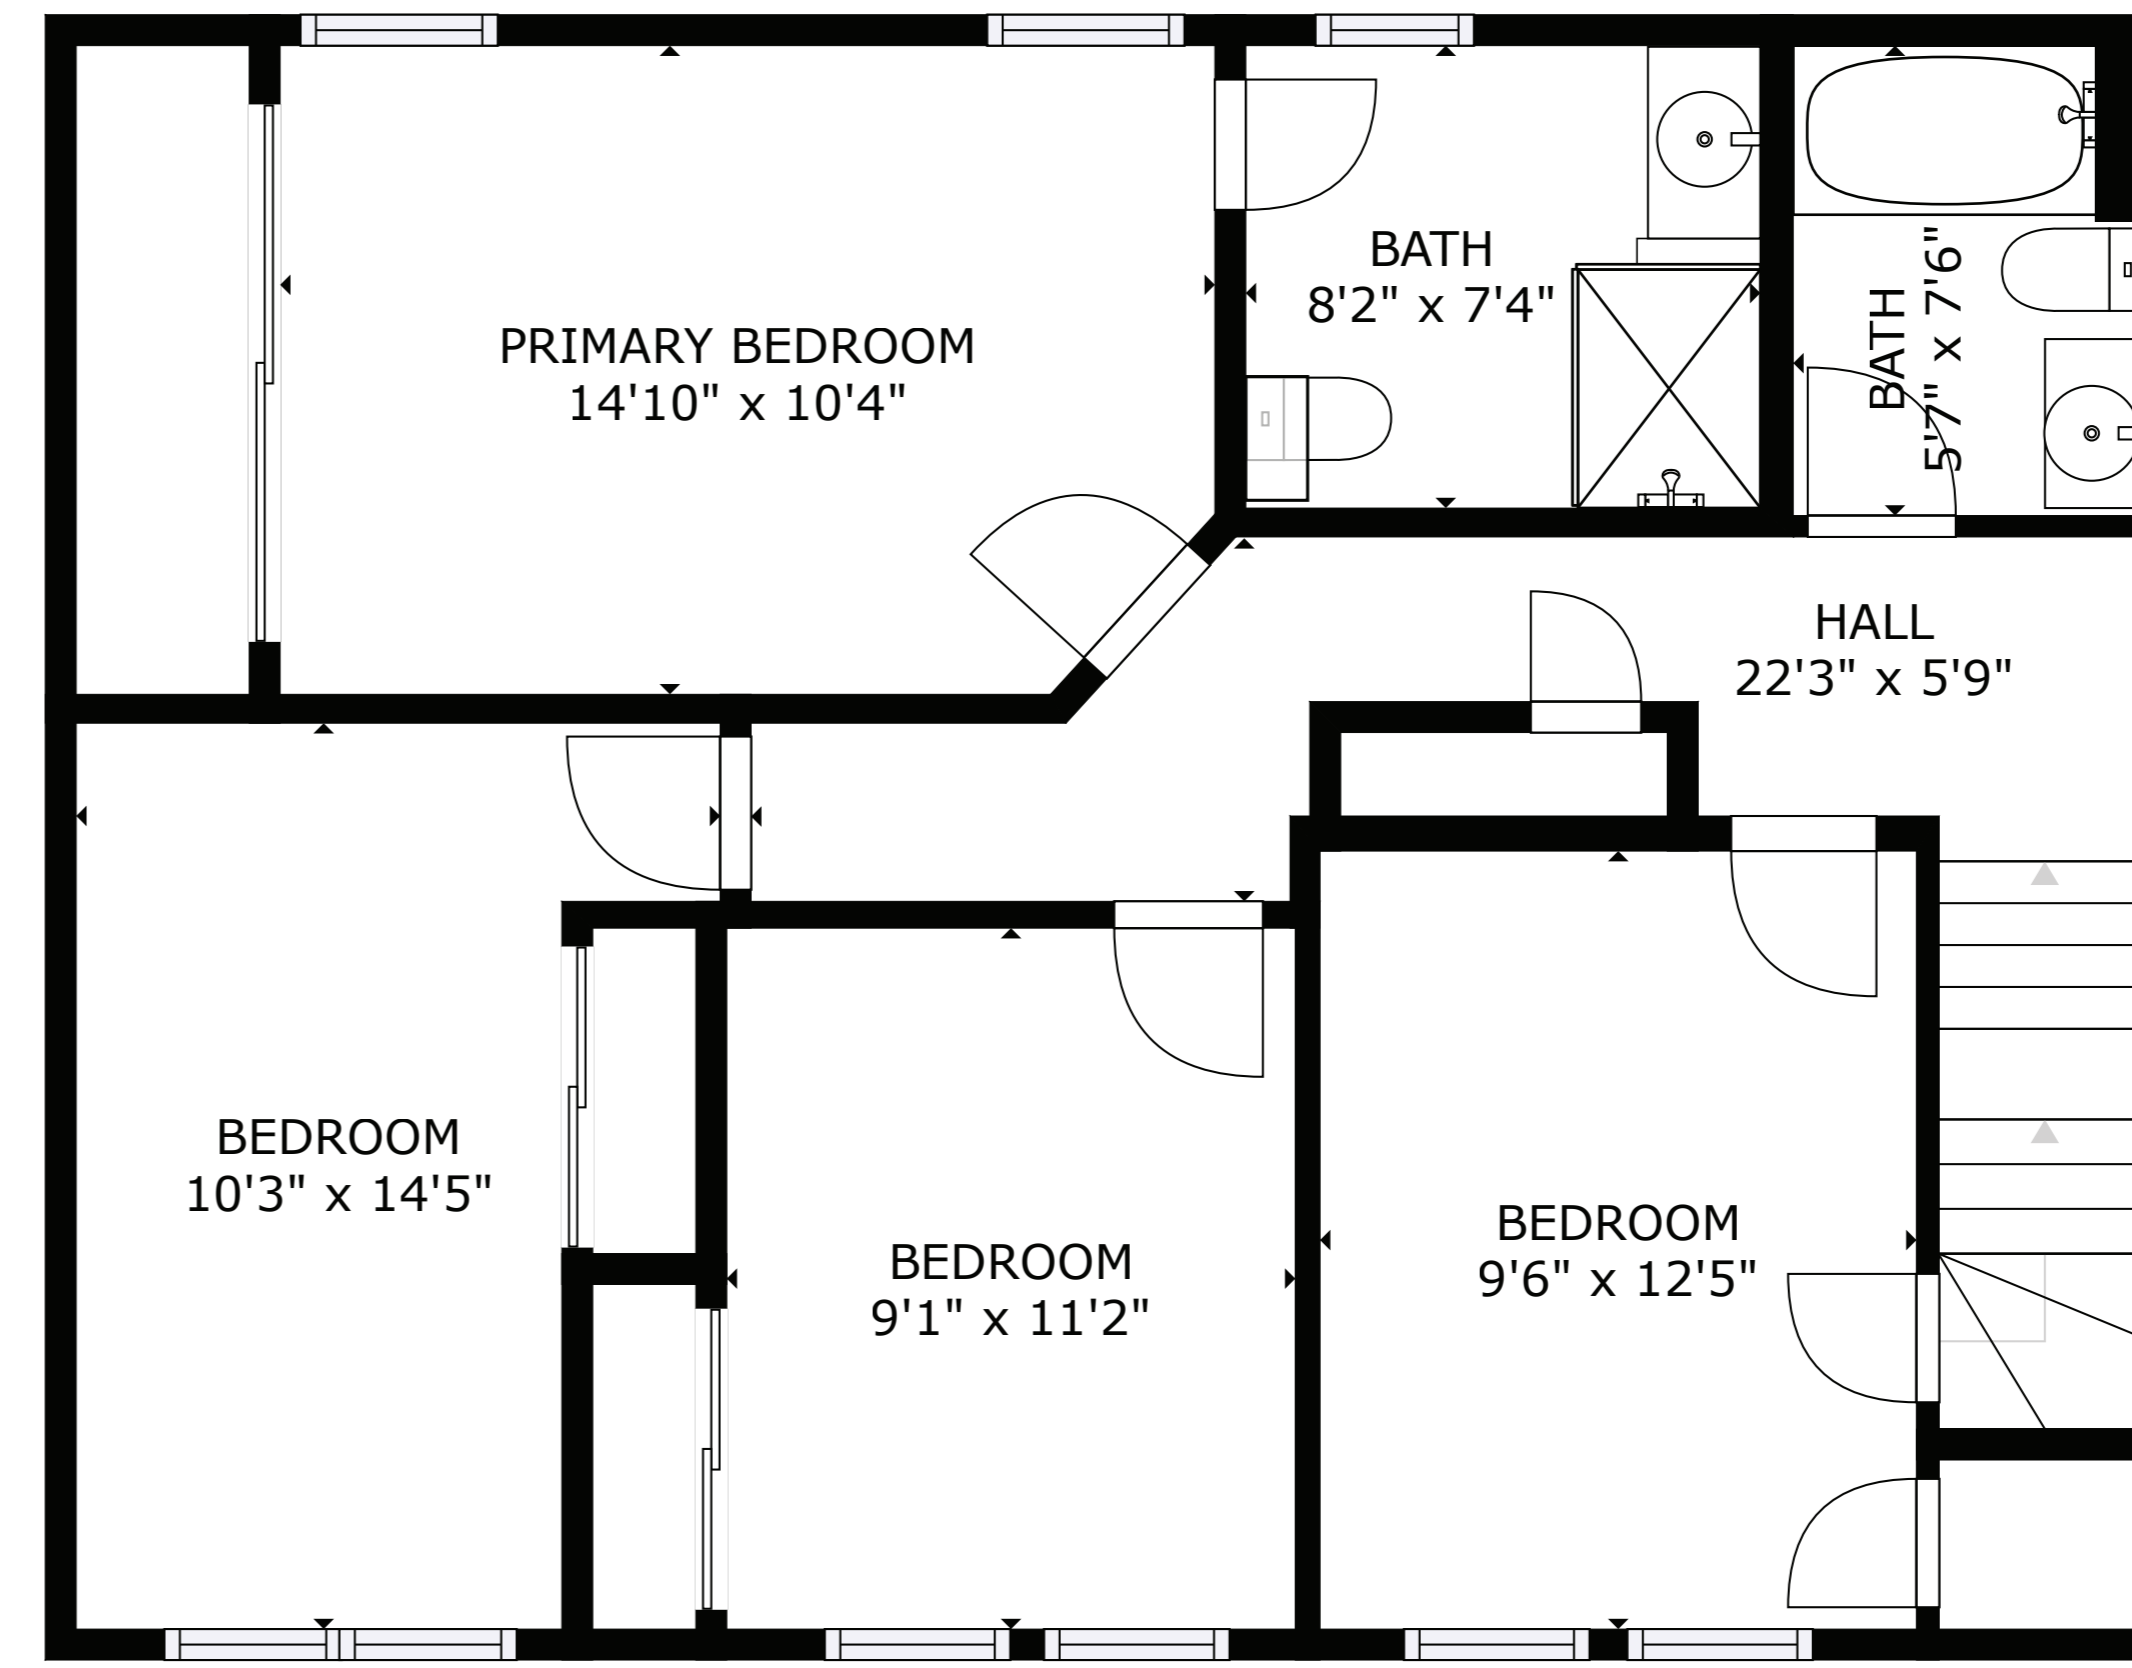 PRIMARY BEDROOM
14'10" x 10'4"
BATH
8'2" x 7'4"
BATH
5'7" x 7'6"
HALL
22'3" x 5'9"
BEDROOM
10'3" x 14'5"
BEDROOM
9'1" x 11'2"
BEDROOM
9'6" x 12'5"